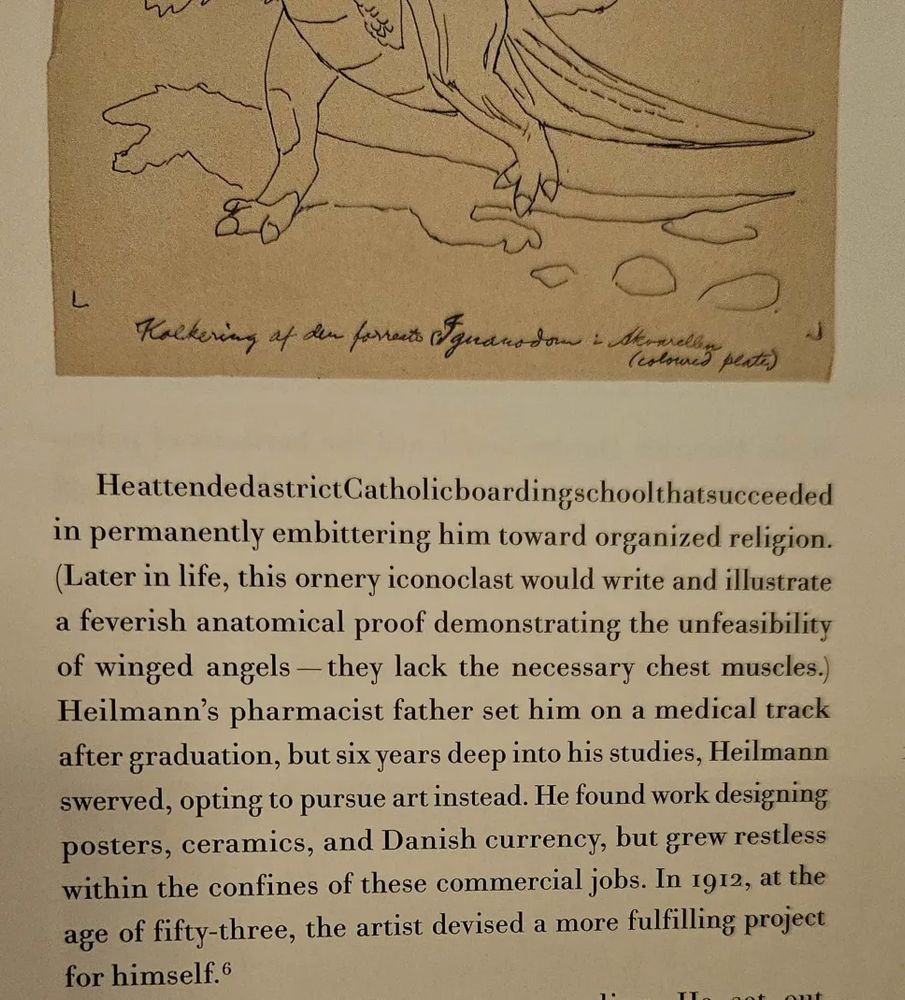 L
Kalkering af den forreste Iguanodon i Akvarellen
(coloured plate)
HeattendedastrictCatholicboardingschoolthatsucceeded
in permanently embittering him toward organized religion.
(Later in life, this ornery iconoclast would write and illustrate
a feverish anatomical proof demonstrating the unfeasibility
of winged angels — they lack the necessary chest muscles.)
Heilmann’s pharmacist father set him on a medical track
after graduation, but six years deep into his studies, Heilmann
swerved, opting to pursue art instead. He found work designing
posters, ceramics, and Danish currency, but grew restless
within the confines of these commercial jobs. In 1912, at the
age of fifty-three, the artist devised a more fulfilling project
for himself.⁶
He set out